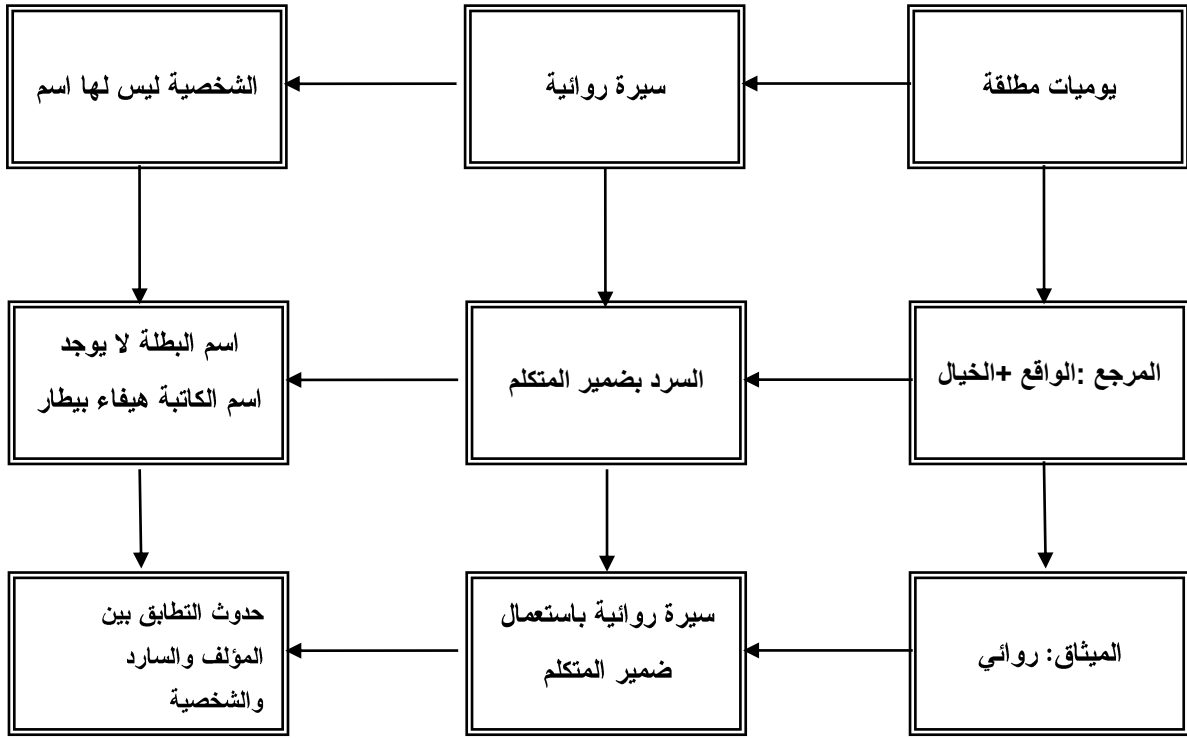 يوميات مطلقة
سيرة روائية
الشخصية ليس لها اسم
المرجع :الواقع +الخيال
السرد بضمير المتكلم
اسم البطلة لا يوجد
اسم الكاتبة هيفاء بيطار
الميثاق: روائي
سيرة روائية باستعمال
ضمير المتكلم
حدوث التطابق بين
المؤلف والسارد
والشخصية